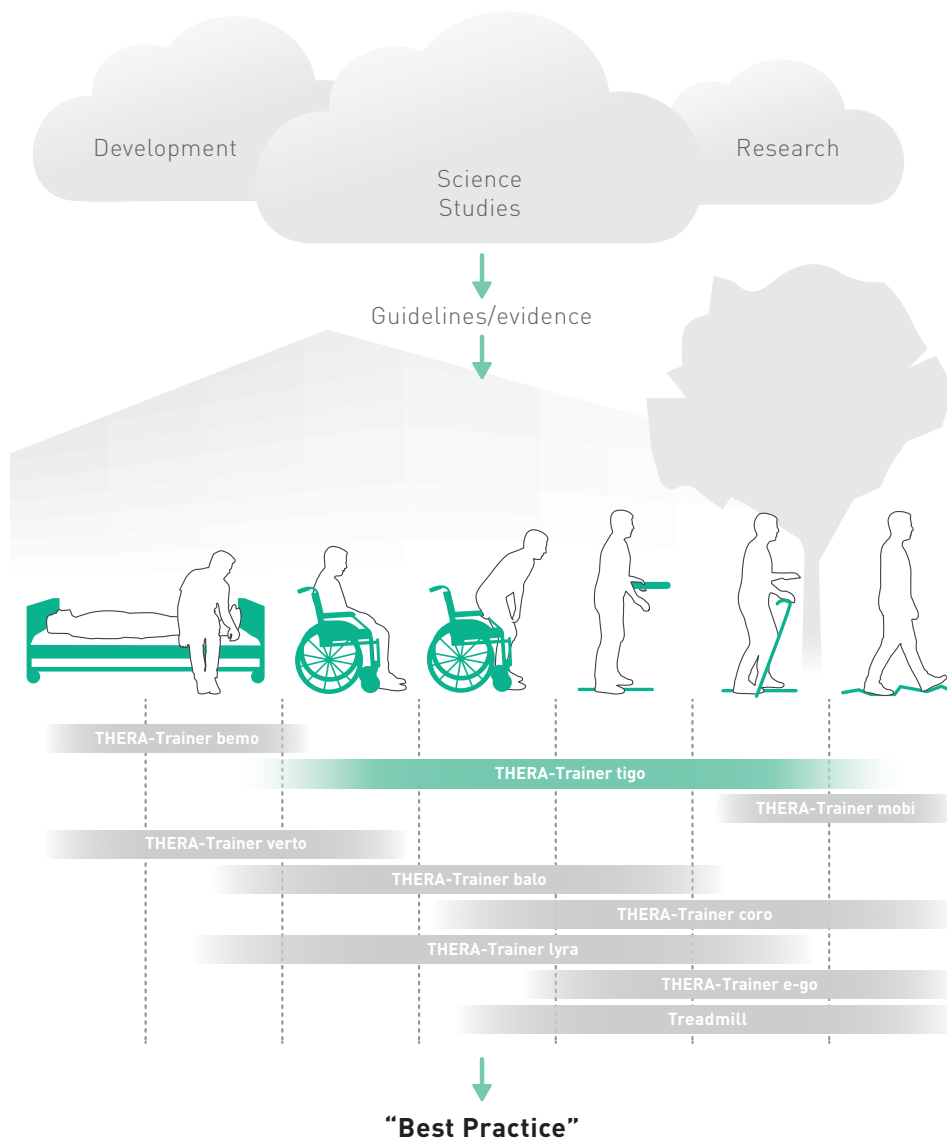 Development
Research
Science
Studies
Guidelines/evidence
THERA-Trainer bemo
THERA-Trainer tigo
THERA-Trainer mobi
THERA-Trainer verto
THERA-Trainer balo
THERA-Trainer coro
THERA-Trainer lyra
THERA-Trainer e-go
Treadmill
“Best Practice”